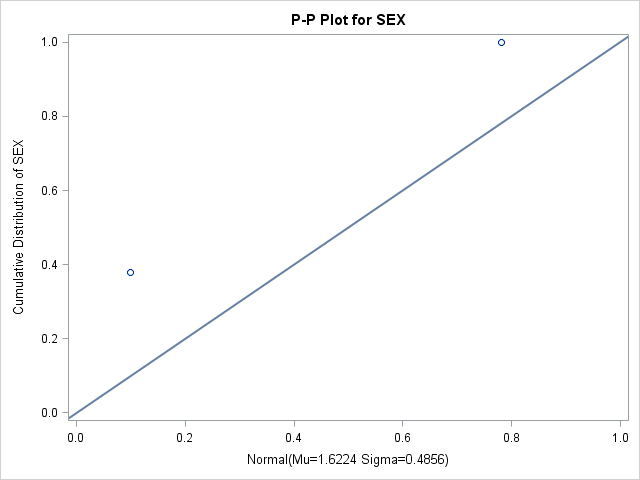 P-P Plot for SEX
1.0
0.8
0.6
0.4
0.2
0.0
Cumulative Distribution of SEX
0.0 0.2 0.4 0.6 0.8 1.0
Normal(Mu=1.6224 Sigma=0.4856)